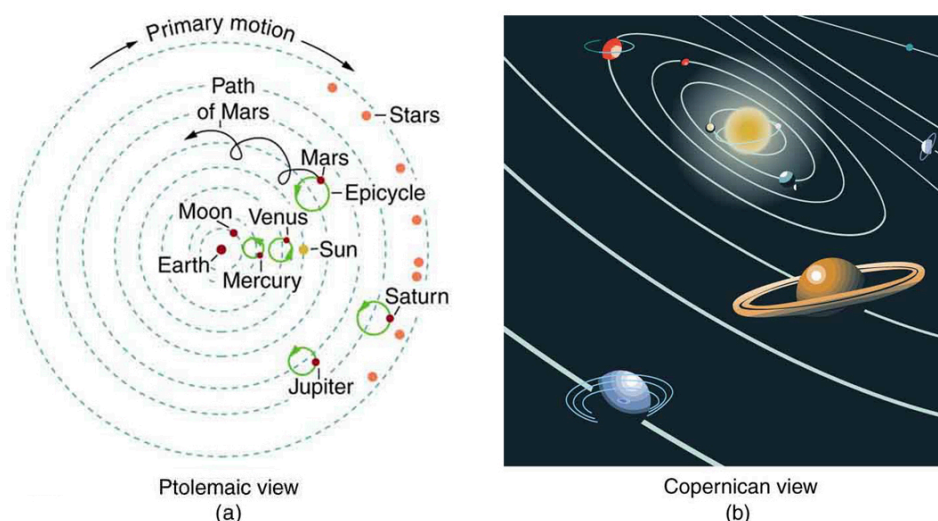 Primary motion
Path
of Mars
Stars
Mars
Epicycle
Moon
Venus
Sun
Earth
Mercury
Saturn
Jupiter
Ptolemaic view
(a)
Copernican view
(b)